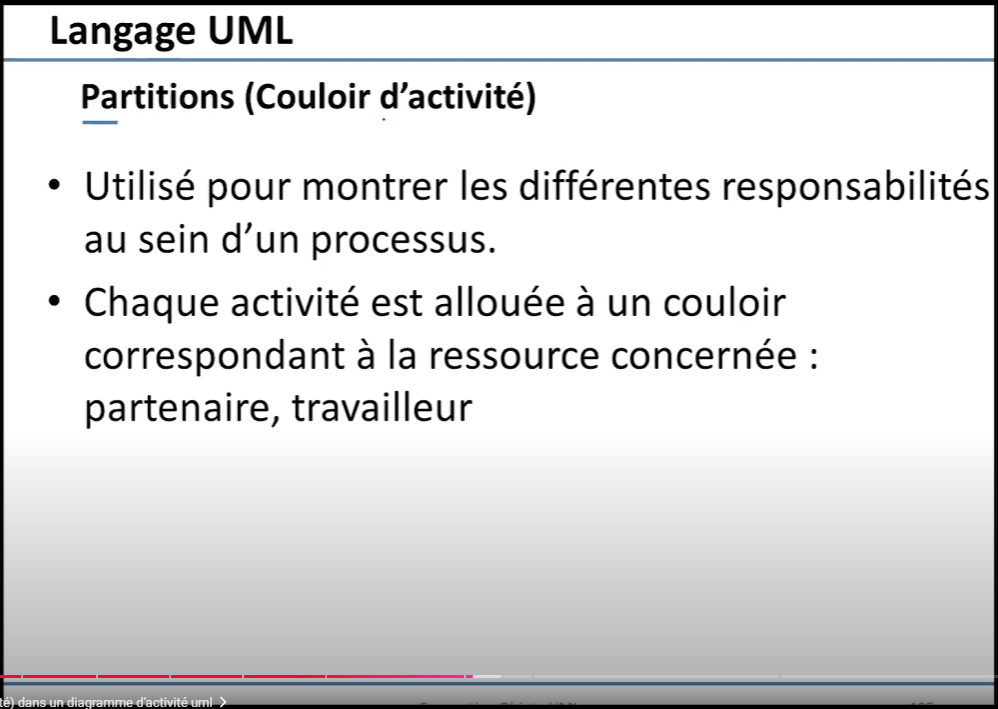 Langage UML
Partitions (Couloir d'activité)
• Utilisé pour montrer les différentes responsabilités
au sein d'un processus.
• Chaque activité est allouée à un couloir
correspondant à la ressource concernée :
partenaire, travailleur
té) dans un diagramme d'activité uml >